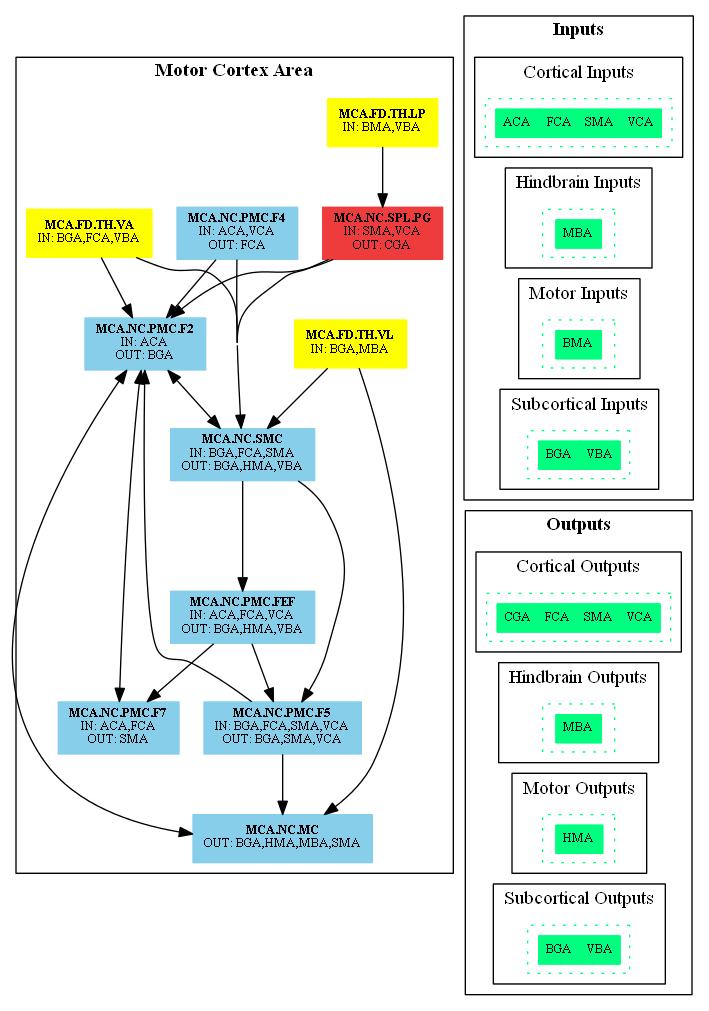 Motor Cortex Area
MCA.FD.TH.LP
IN: BMA,VBA
MCA.FD.TH.VA
IN: BGA,FCA,VBA
MCA.NC.PMC.F4
IN: ACA,VCA
OUT: FCA
MCA.NC.SPL.PG
IN: SMA,VCA
OUT: CGA
MCA.NC.PMC.F2
IN: ACA
OUT: BGA
MCA.FD.TH.VL
IN: BGA,MBA
MCA.NC.SMC
IN: BGA,FCA,SMA
OUT: BGA,HMA,VBA
MCA.NC.PMC.FEF
IN: ACA,FCA,VCA
OUT: BGA,HMA,VBA
MCA.NC.PMC.F7
IN: ACA,FCA
OUT: SMA
MCA.NC.PMC.F5
IN: BGA,FCA,SMA,VCA
OUT: BGA,SMA,VCA
MCA.NC.MC
OUT: BGA,HMA,MBA,SMA
Inputs
Cortical Inputs
ACA FCA SMA VCA
Hindbrain Inputs
MBA
Motor Inputs
BMA
Subcortical Inputs
BGA VBA
Outputs
Cortical Outputs
CGA FCA SMA VCA
Hindbrain Outputs
MBA
Motor Outputs
HMA
Subcortical Outputs
BGA VBA